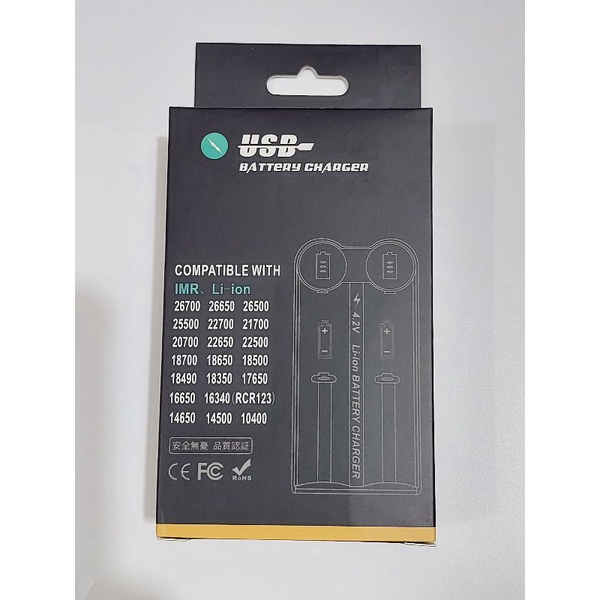 USB
BATTERY CHARGER
COMPATIBLE WITH
IMR、Li-ion
26700 26650 26500
25500 22700 21700
20700 22650 22500
18700 18650 18500
18490 18350 17650
16650 16340(RCR123)
14650 14500 10400
安全無憂 品質認証
CE FC RoHS
4.2V Li-ion BATTERY CHARGER